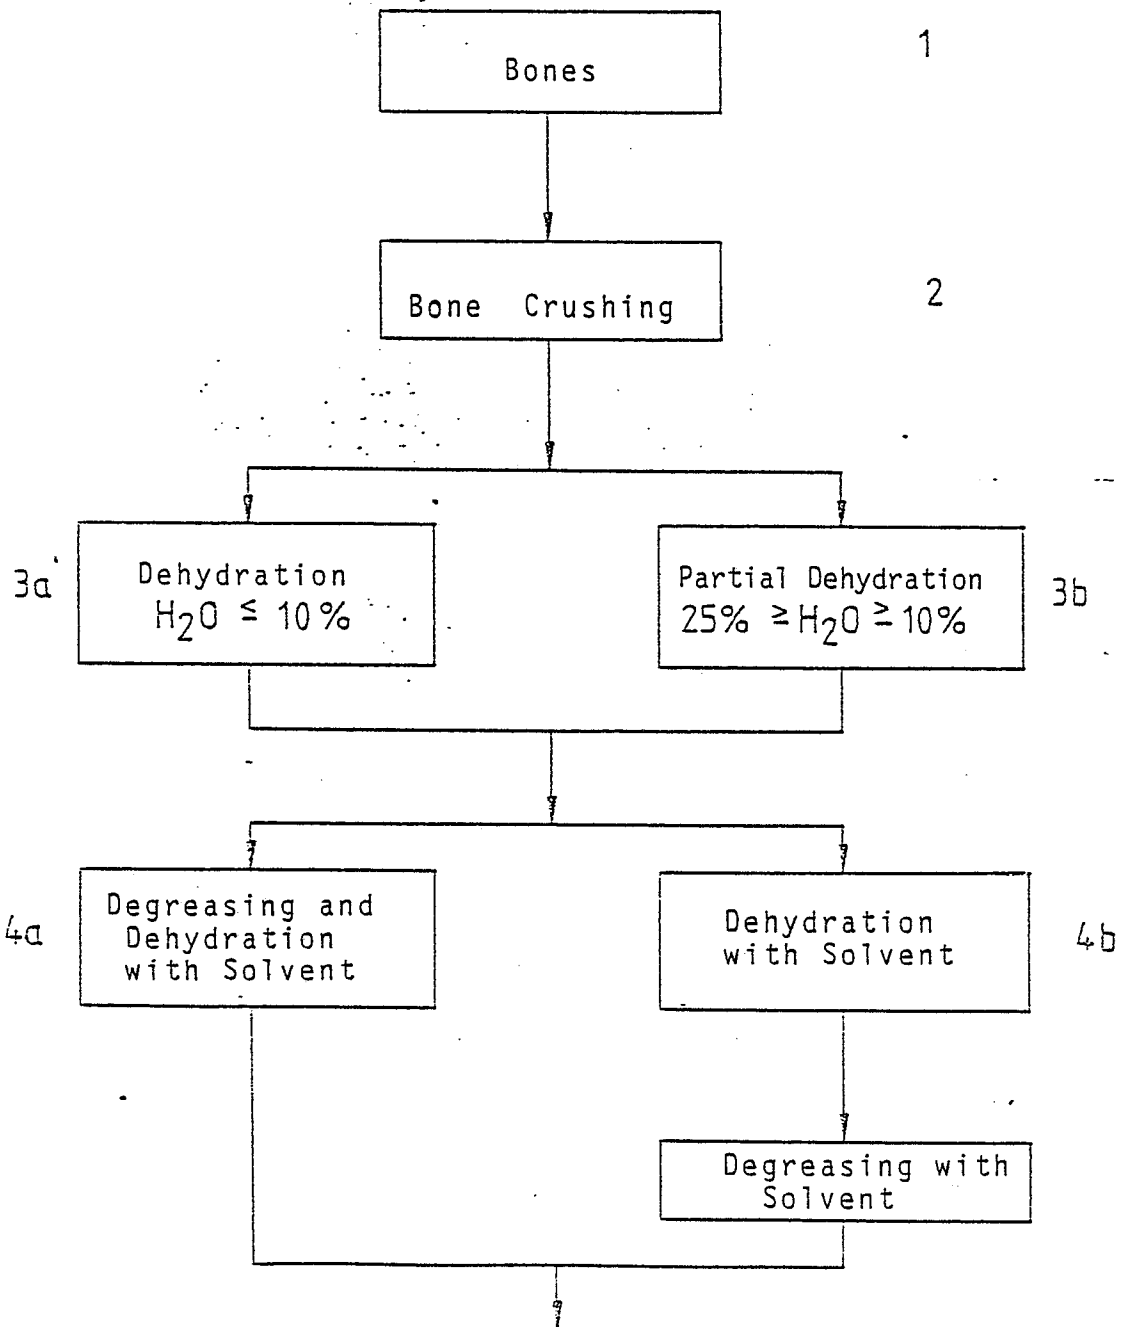 1
Bones
2
Bone Crushing
3a
Dehydration
H₂O ≤ 10%
Partial Dehydration
25% ≥ H₂O ≥ 10%
3b
4a
Degreasing and
Dehydration
with Solvent
Dehydration
with Solvent
4b
Degreasing with
Solvent